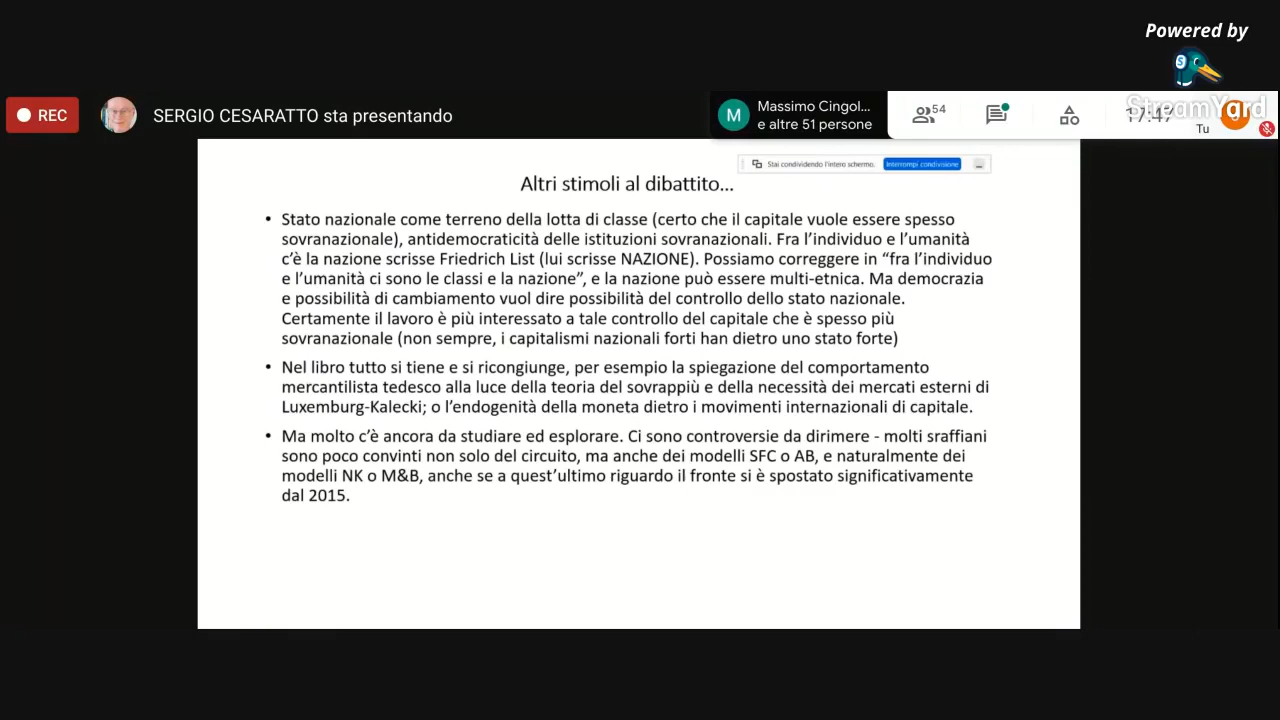 Powered by
StreamYard
REC
SERGIO CESARATTO sta presentando
M
Massimo Cingol...
e altre 51 persone
54
17:47
Tu
Stai condividendo l'intero schermo.
Interrompi condivisione
Altri stimoli al dibattito...
• Stato nazionale come terreno della lotta di classe (certo che il capitale vuole essere spesso
sovranazionale), antidemocraticità delle istituzioni sovranazionali. Fra l'individuo e l'umanità
c'è la nazione scrisse Friedrich List (lui scrisse NAZIONE). Possiamo correggere in "fra l'individuo
e l'umanità ci sono le classi e la nazione", e la nazione può essere multi-etnica. Ma democrazia
e possibilità di cambiamento vuol dire possibilità del controllo dello stato nazionale.
Certamente il lavoro è più interessato a tale controllo del capitale che è spesso più
sovranazionale (non sempre, i capitalismi nazionali forti han dietro uno stato forte)
• Nel libro tutto si tiene e si ricongiunge, per esempio la spiegazione del comportamento
mercantilista tedesco alla luce della teoria del sovrappiù e della necessità dei mercati esterni di
Luxemburg-Kalecki; o l'endogenità della moneta dietro i movimenti internazionali di capitale.
• Ma molto c'è ancora da studiare ed esplorare. Ci sono controversie da dirimere - molti sraffiani
sono poco convinti non solo del circuito, ma anche dei modelli SFC o AB, e naturalmente dei
modelli NK o M&B, anche se a quest'ultimo riguardo il fronte si è spostato significativamente
dal 2015.